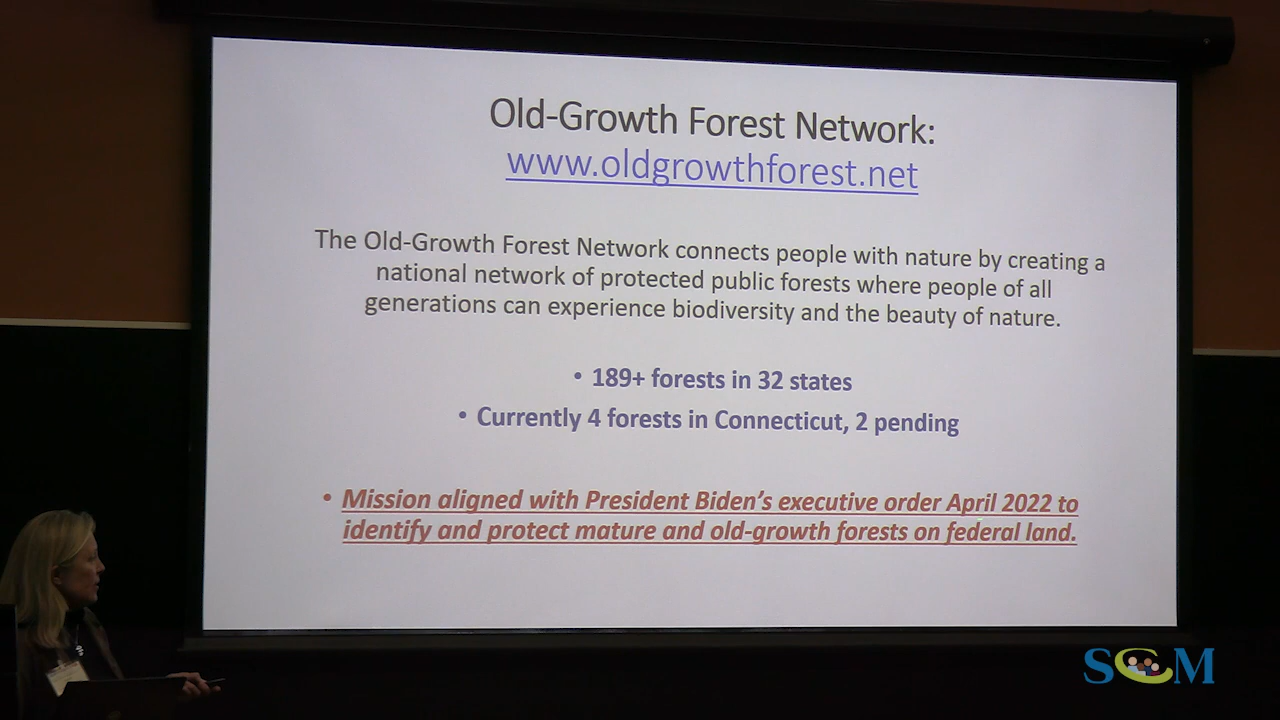 Old-Growth Forest Network:
www.oldgrowthforest.net
The Old-Growth Forest Network connects people with nature by creating a
national network of protected public forests where people of all
generations can experience biodiversity and the beauty of nature.
• 189+ forests in 32 states
• Currently 4 forests in Connecticut, 2 pending
• Mission aligned with President Biden's executive order April 2022 to
identify and protect mature and old-growth forests on federal land.
SCM